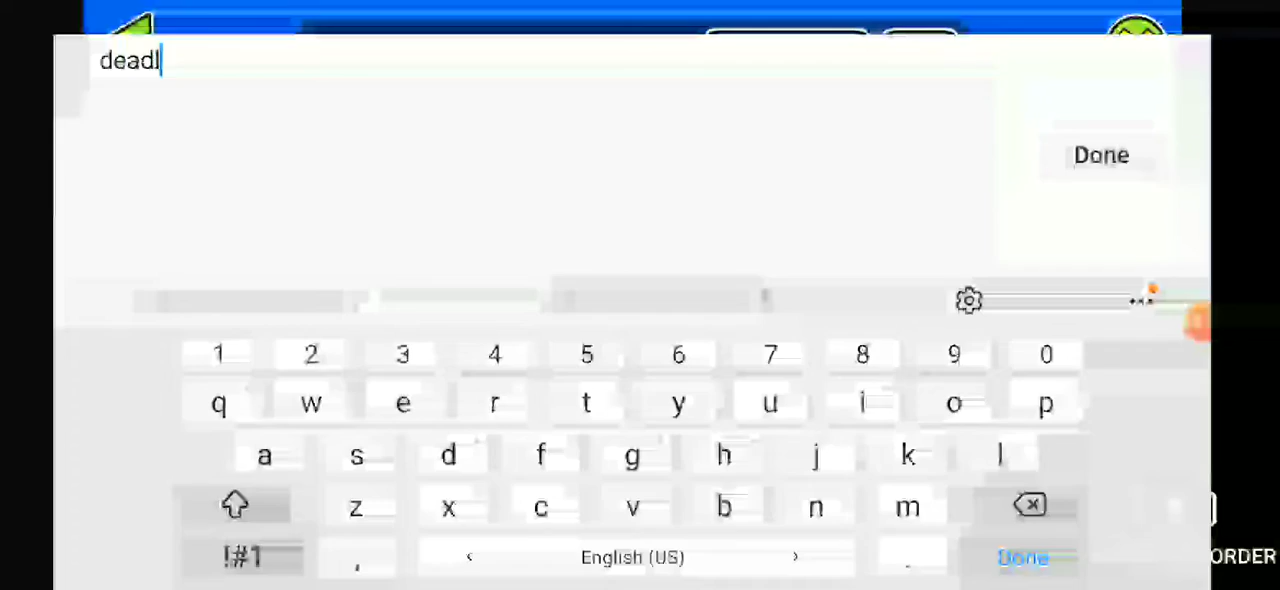 deadl
Done
1 2 3 4 5 6 7 8 9 0
q w e r t y u i o p
a s d f g h j k l
z x c v b n m
!#1 , < English (US) > . Done
ORDER